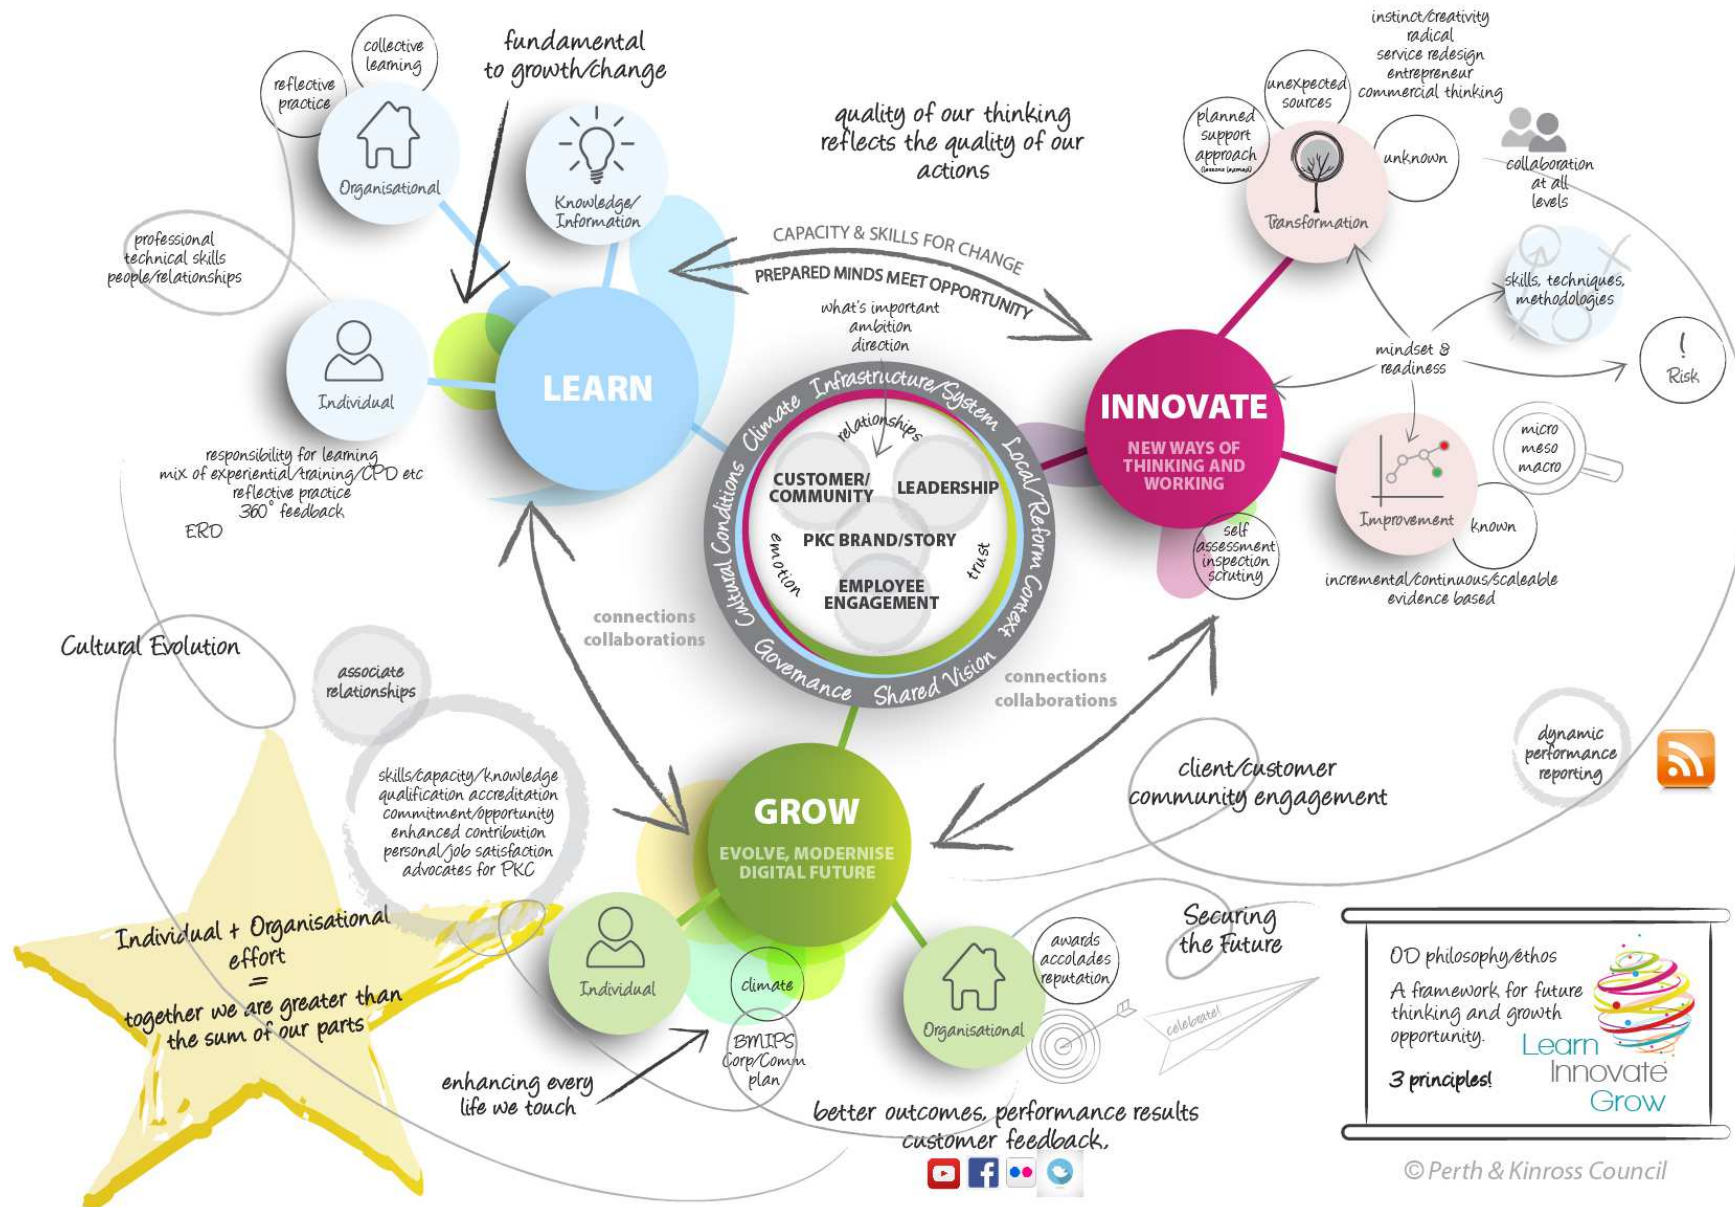 collective
learning
reflective
practice
Organisational
fundamental
to growth/change
Knowledge/
Information
professional
technical skills
people/relationships
Individual
LEARN
responsibility for learning
mix of experiential/training/CPD etc
reflective practice
360° feedback
ERD
quality of our thinking
reflects the quality of our
actions
CAPACITY & SKILLS FOR CHANGE
PREPARED MINDS MEET OPPORTUNITY
what's important
ambition
direction
instinct/creativity
radical
service redesign
entrepreneur
commercial thinking
unexpected
sources
planned
support
approach
(lessons learned)
unknown
Transformation
collaboration
at all
levels
skills, techniques,
methodologies
mindset &
readiness
!
Risk
INNOVATE
NEW WAYS OF
THINKING AND
WORKING
micro
meso
macro
Improvement
known
self
assessment
inspection
scrutiny
incremental/continuous/scaleable
evidence based
Cultural Conditions
Climate
Infrastructure/System
Local/Reform Context
Shared Vision
Governance
relationships
CUSTOMER/
COMMUNITY
LEADERSHIP
PKC BRAND/STORY
emotion
trust
EMPLOYEE
ENGAGEMENT
connections
collaborations
connections
collaborations
Cultural Evolution
associate
relationships
skills/capacity/knowledge
qualification accreditation
commitment/opportunity
enhanced contribution
personal/job satisfaction
advocates for PKC
Individual + Organisational
effort
=
together we are greater than
the sum of our parts
GROW
EVOLVE, MODERNISE
DIGITAL FUTURE
Individual
climate
BMIPS
Corp/Comm
plan
enhancing every
life we touch
Organisational
awards
accolades
reputation
celebrate!
Securing
the Future
client/customer
community engagement
dynamic
performance
reporting
better outcomes, performance results
customer feedback,
OD philosophy/ethos
A framework for future
thinking and growth
opportunity.
3 principles!
Learn
Innovate
Grow
© Perth & Kinross Council